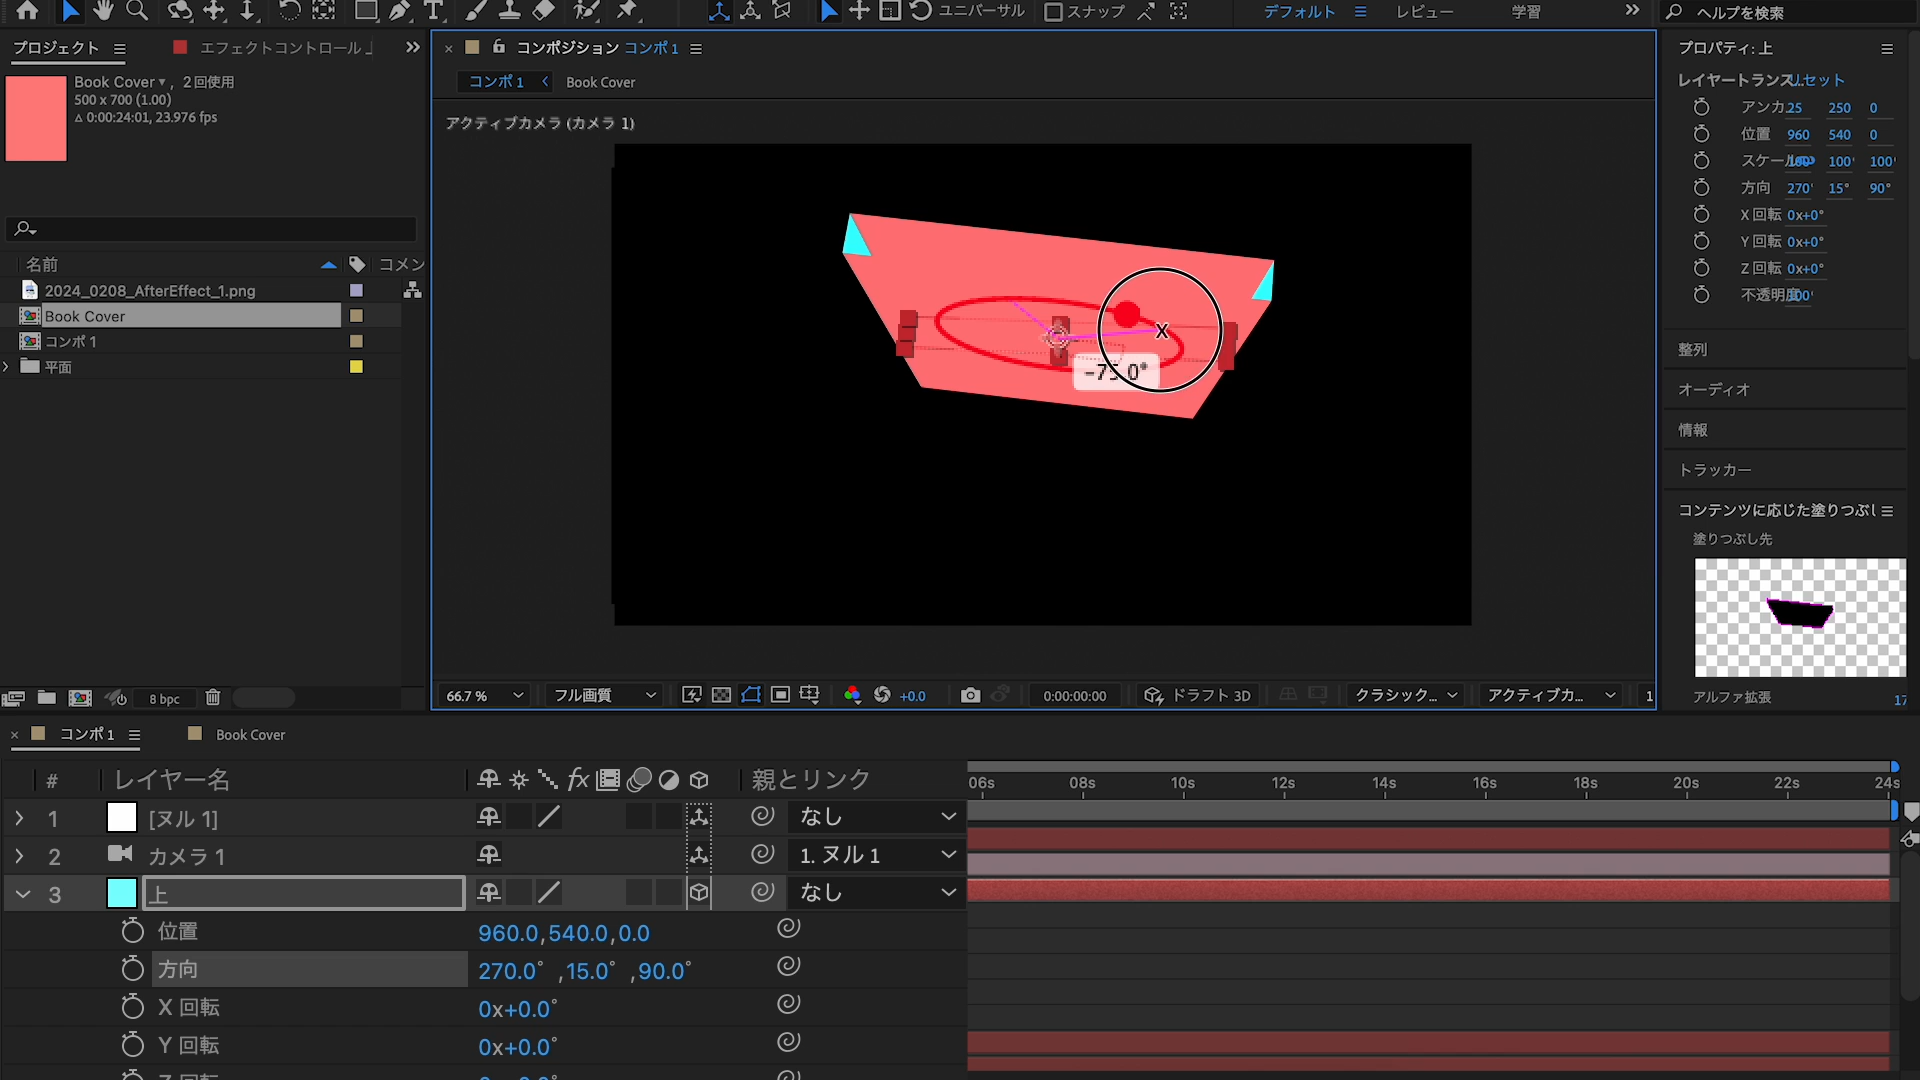 ユニバーサル
スナップ
デフォルト
レビュー
学習
ヘルプを検索
プロジェクト
エフェクトコントロール 上
Book Cover ▾ , 2 回使用
500 x 700 (1.00)
Δ 0:00:24:01, 23.976 fps
名前
コメン
2024_0208_AfterEffect_1.png
Book Cover
コンポ 1
平面
8 bpc
コンポジション コンポ 1
コンポ 1
Book Cover
アクティブカメラ (カメラ 1)
-75.0°
66.7 %
フル画質
+0.0
0:00:00:00
ドラフト 3D
クラシック...
アクティブカ...
1
プロパティ: 上
レイヤートランス... リセット
アンカ 25 250 0
位置 960 540 0
スケール 100 100 100
方向 270° 15° 90°
X 回転 0x+0°
Y 回転 0x+0°
Z 回転 0x+0°
不透明度
整列
オーディオ
情報
トラッカー
コンテンツに応じた塗りつぶし
塗りつぶし先
アルファ拡張
17
コンポ 1
Book Cover
# レイヤー名
fx
親とリンク
06s 08s 10s 12s 14s 16s 18s 20s 22s 24s
1 [ヌル 1] なし
2 カメラ 1 1. ヌル 1
3 上 なし
位置 960.0,540.0,0.0
方向 270.0° ,15.0° ,90.0°
X 回転 0x+0.0°
Y 回転 0x+0.0°